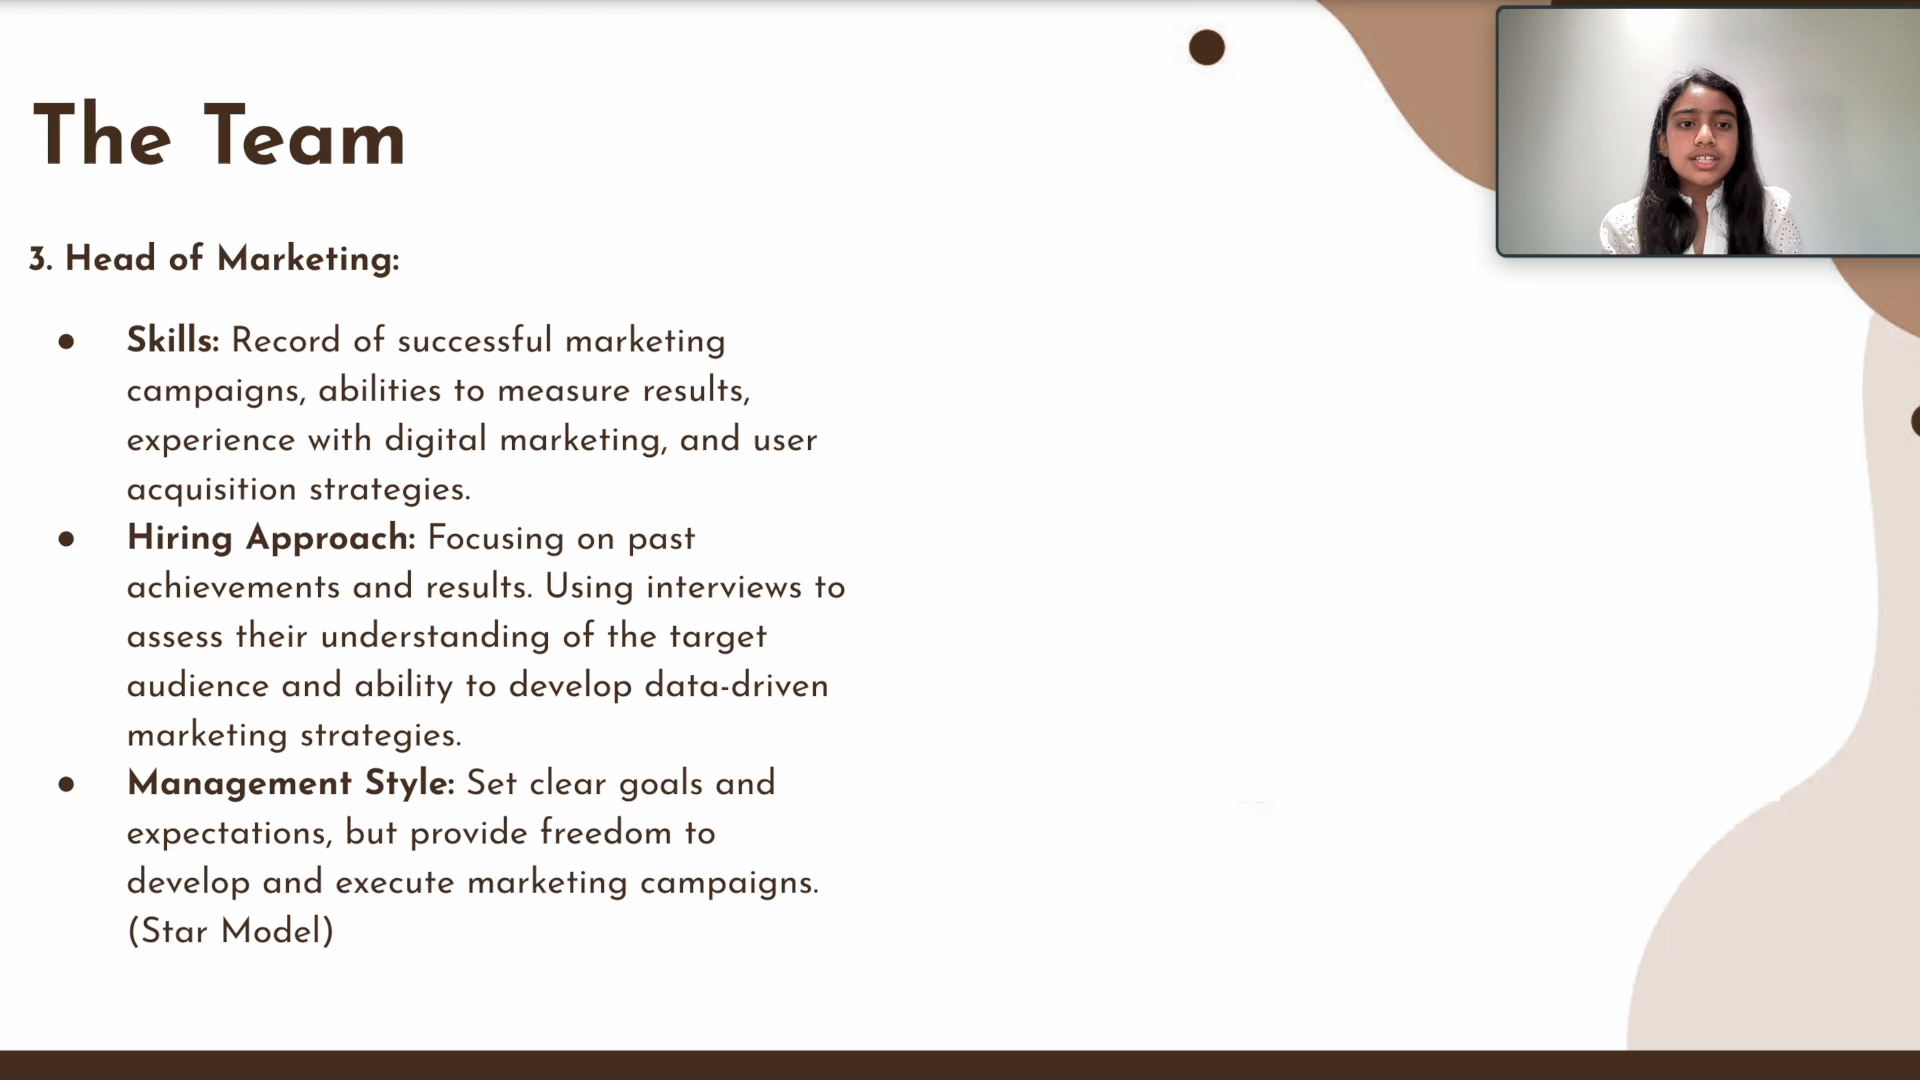 The Team
3. Head of Marketing:
● Skills: Record of successful marketing
campaigns, abilities to measure results,
experience with digital marketing, and user
acquisition strategies.
● Hiring Approach: Focusing on past
achievements and results. Using interviews to
assess their understanding of the target
audience and ability to develop data-driven
marketing strategies.
● Management Style: Set clear goals and
expectations, but provide freedom to
develop and execute marketing campaigns.
(Star Model)